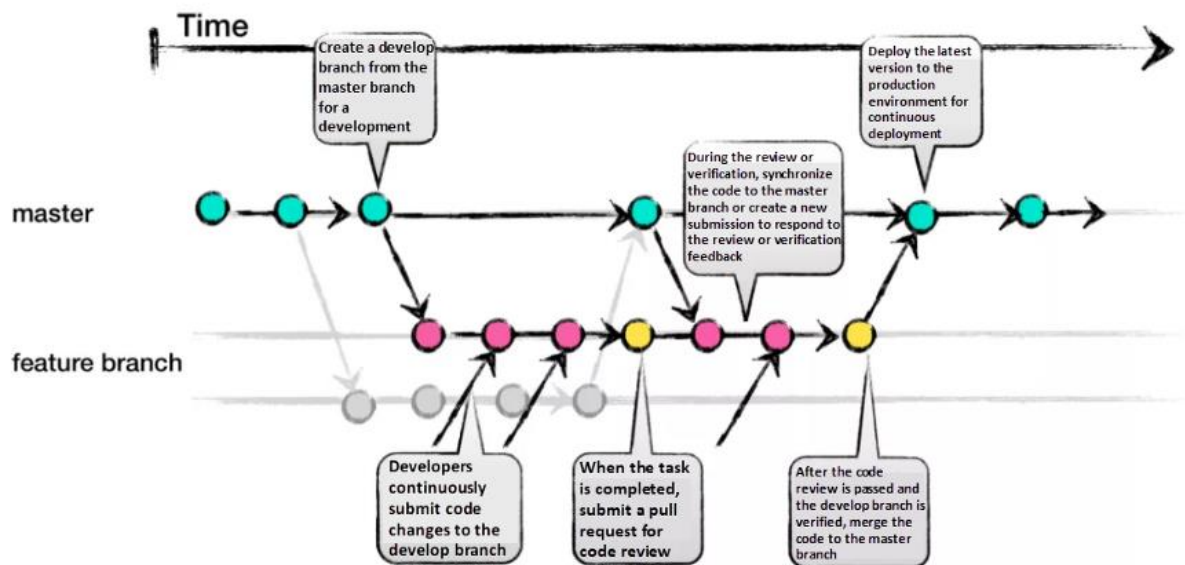 Time
Create a develop
branch from the
master branch
for a
development
Deploy the latest
version to the
production
environment for
continuous
deployment
During the review or
verification, synchronize
the code to the master
branch or create a new
submission to respond to
the review or verification
feedback
master
feature branch
Developers
continuously
submit code
changes to the
develop branch
When the task
is completed,
submit a pull
request for
code review
After the code
review is passed and
the develop branch is
verified, merge the
code to the master
branch